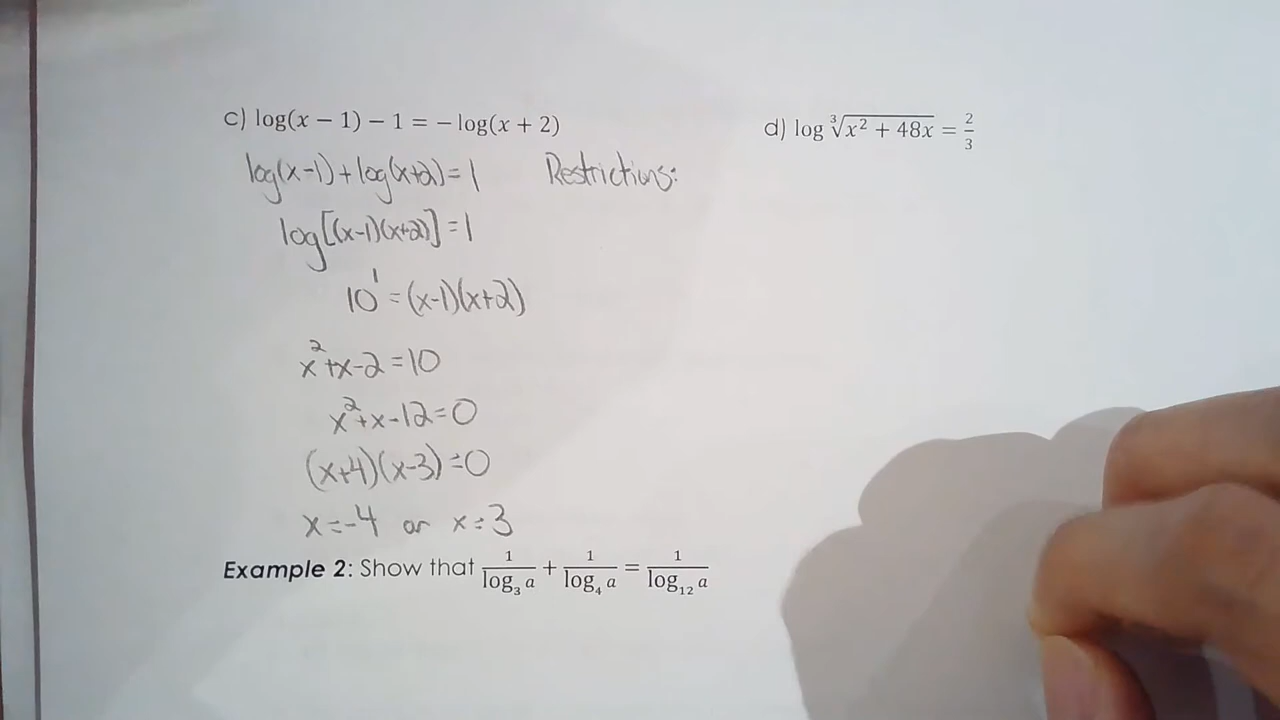 c) log(x − 1) − 1 = − log(x + 2)
log(x-1)+log(x+2)=1
Restrictions:
log[(x-1)(x+2)]=1
10¹=(x-1)(x+2)
x²+x-2=10
x²+x-12=0
(x+4)(x-3)=0
x=-4 or x=3
d) log ∛(x² + 48x) = 2/3
Example 2: Show that 1/log₃ a + 1/log₄ a = 1/log₁₂ a